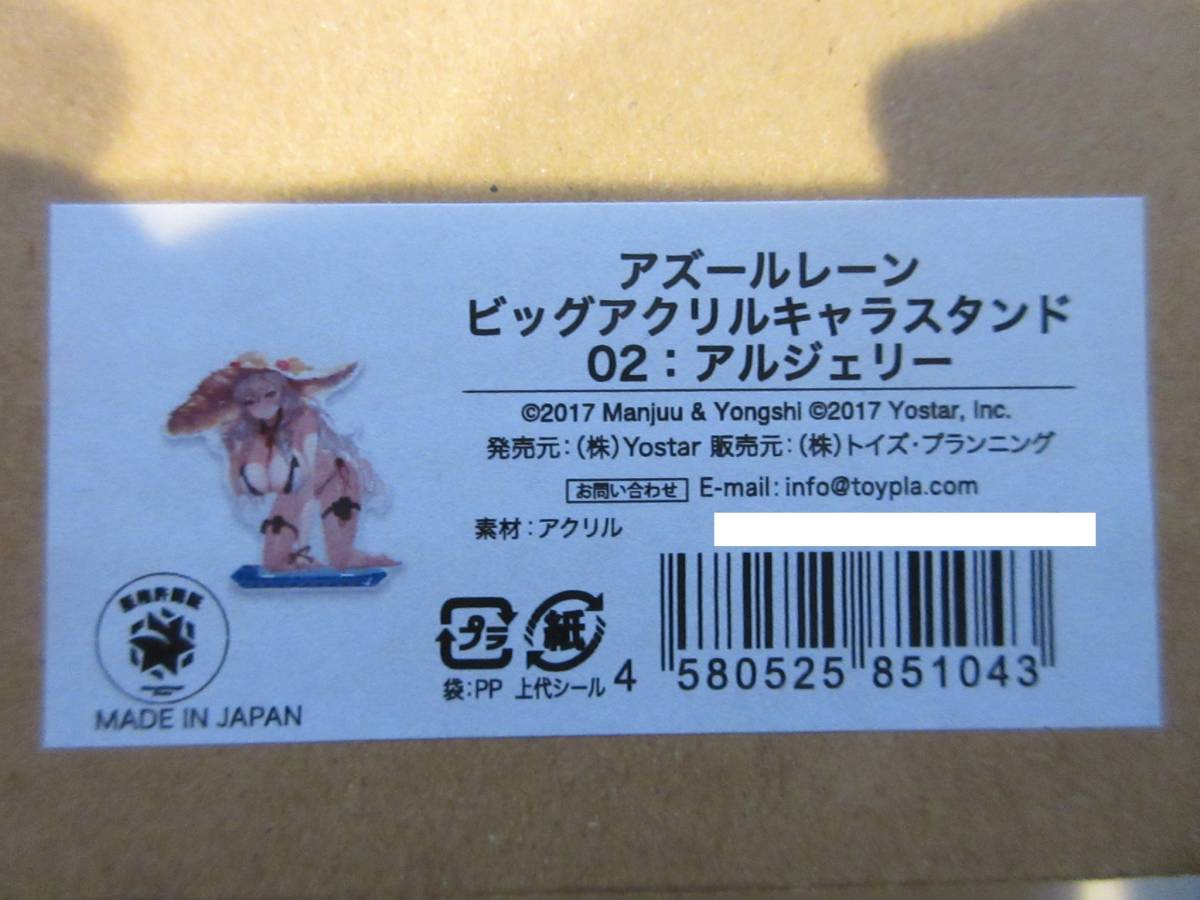 アズールレーン
ビッグアクリルキャラスタンド
02：アルジェリー
©2017 Manjuu & Yongshi ©2017 Yostar, Inc.
発売元：(株)Yostar 販売元：(株)トイズ・プランニング
お問い合わせ E-mail：info@toypla.com
素材：アクリル
プラ 紙
袋：PP 上代シール
4 580525 851043
MADE IN JAPAN